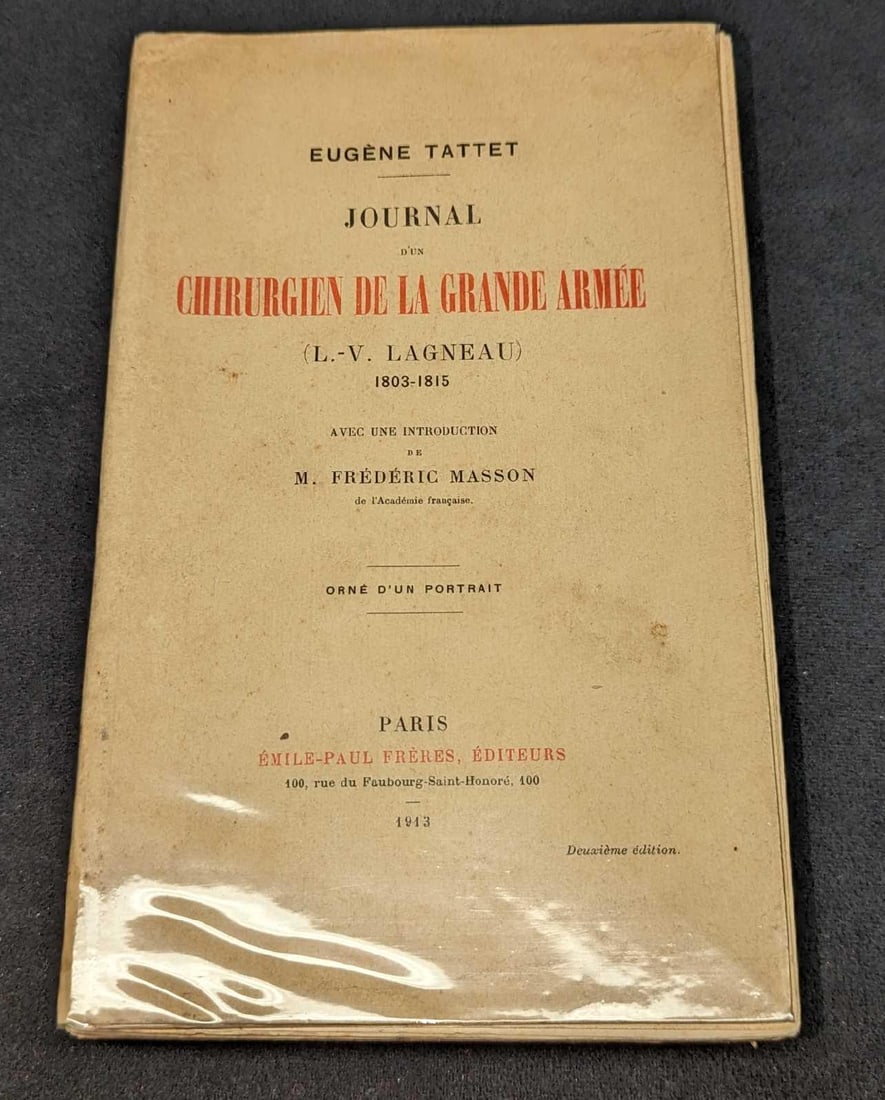 EUGÈNE TATTET
JOURNAL
D'UN
CHIRURGIEN DE LA GRANDE ARMÉE
(L.-V. LAGNEAU)
1803-1815
AVEC UNE INTRODUCTION
DE
M. FRÉDÉRIC MASSON
de l'Académie française.
ORNÉ D'UN PORTRAIT
PARIS
ÉMILE-PAUL FRÈRES, ÉDITEURS
100, rue du Faubourg-Saint-Honoré, 100
1913
Deuxième édition.